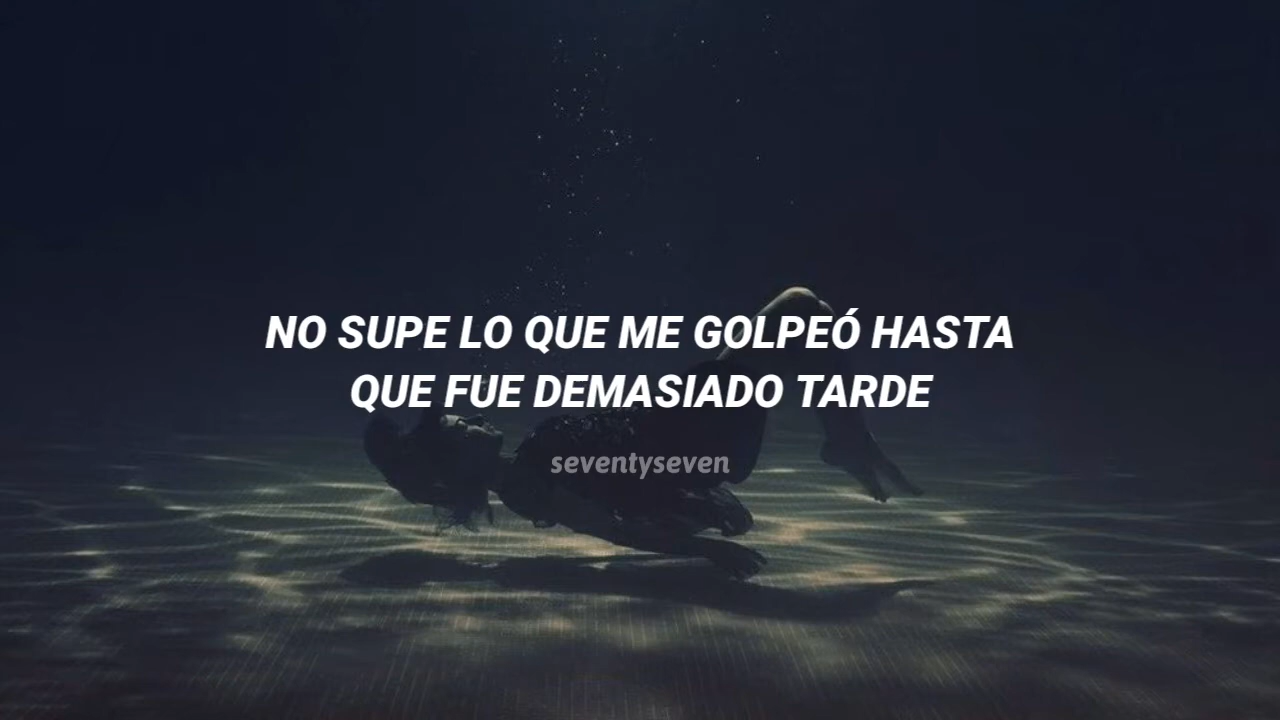 NO SUPE LO QUE ME GOLPEÓ HASTA
QUE FUE DEMASIADO TARDE
seventyseven